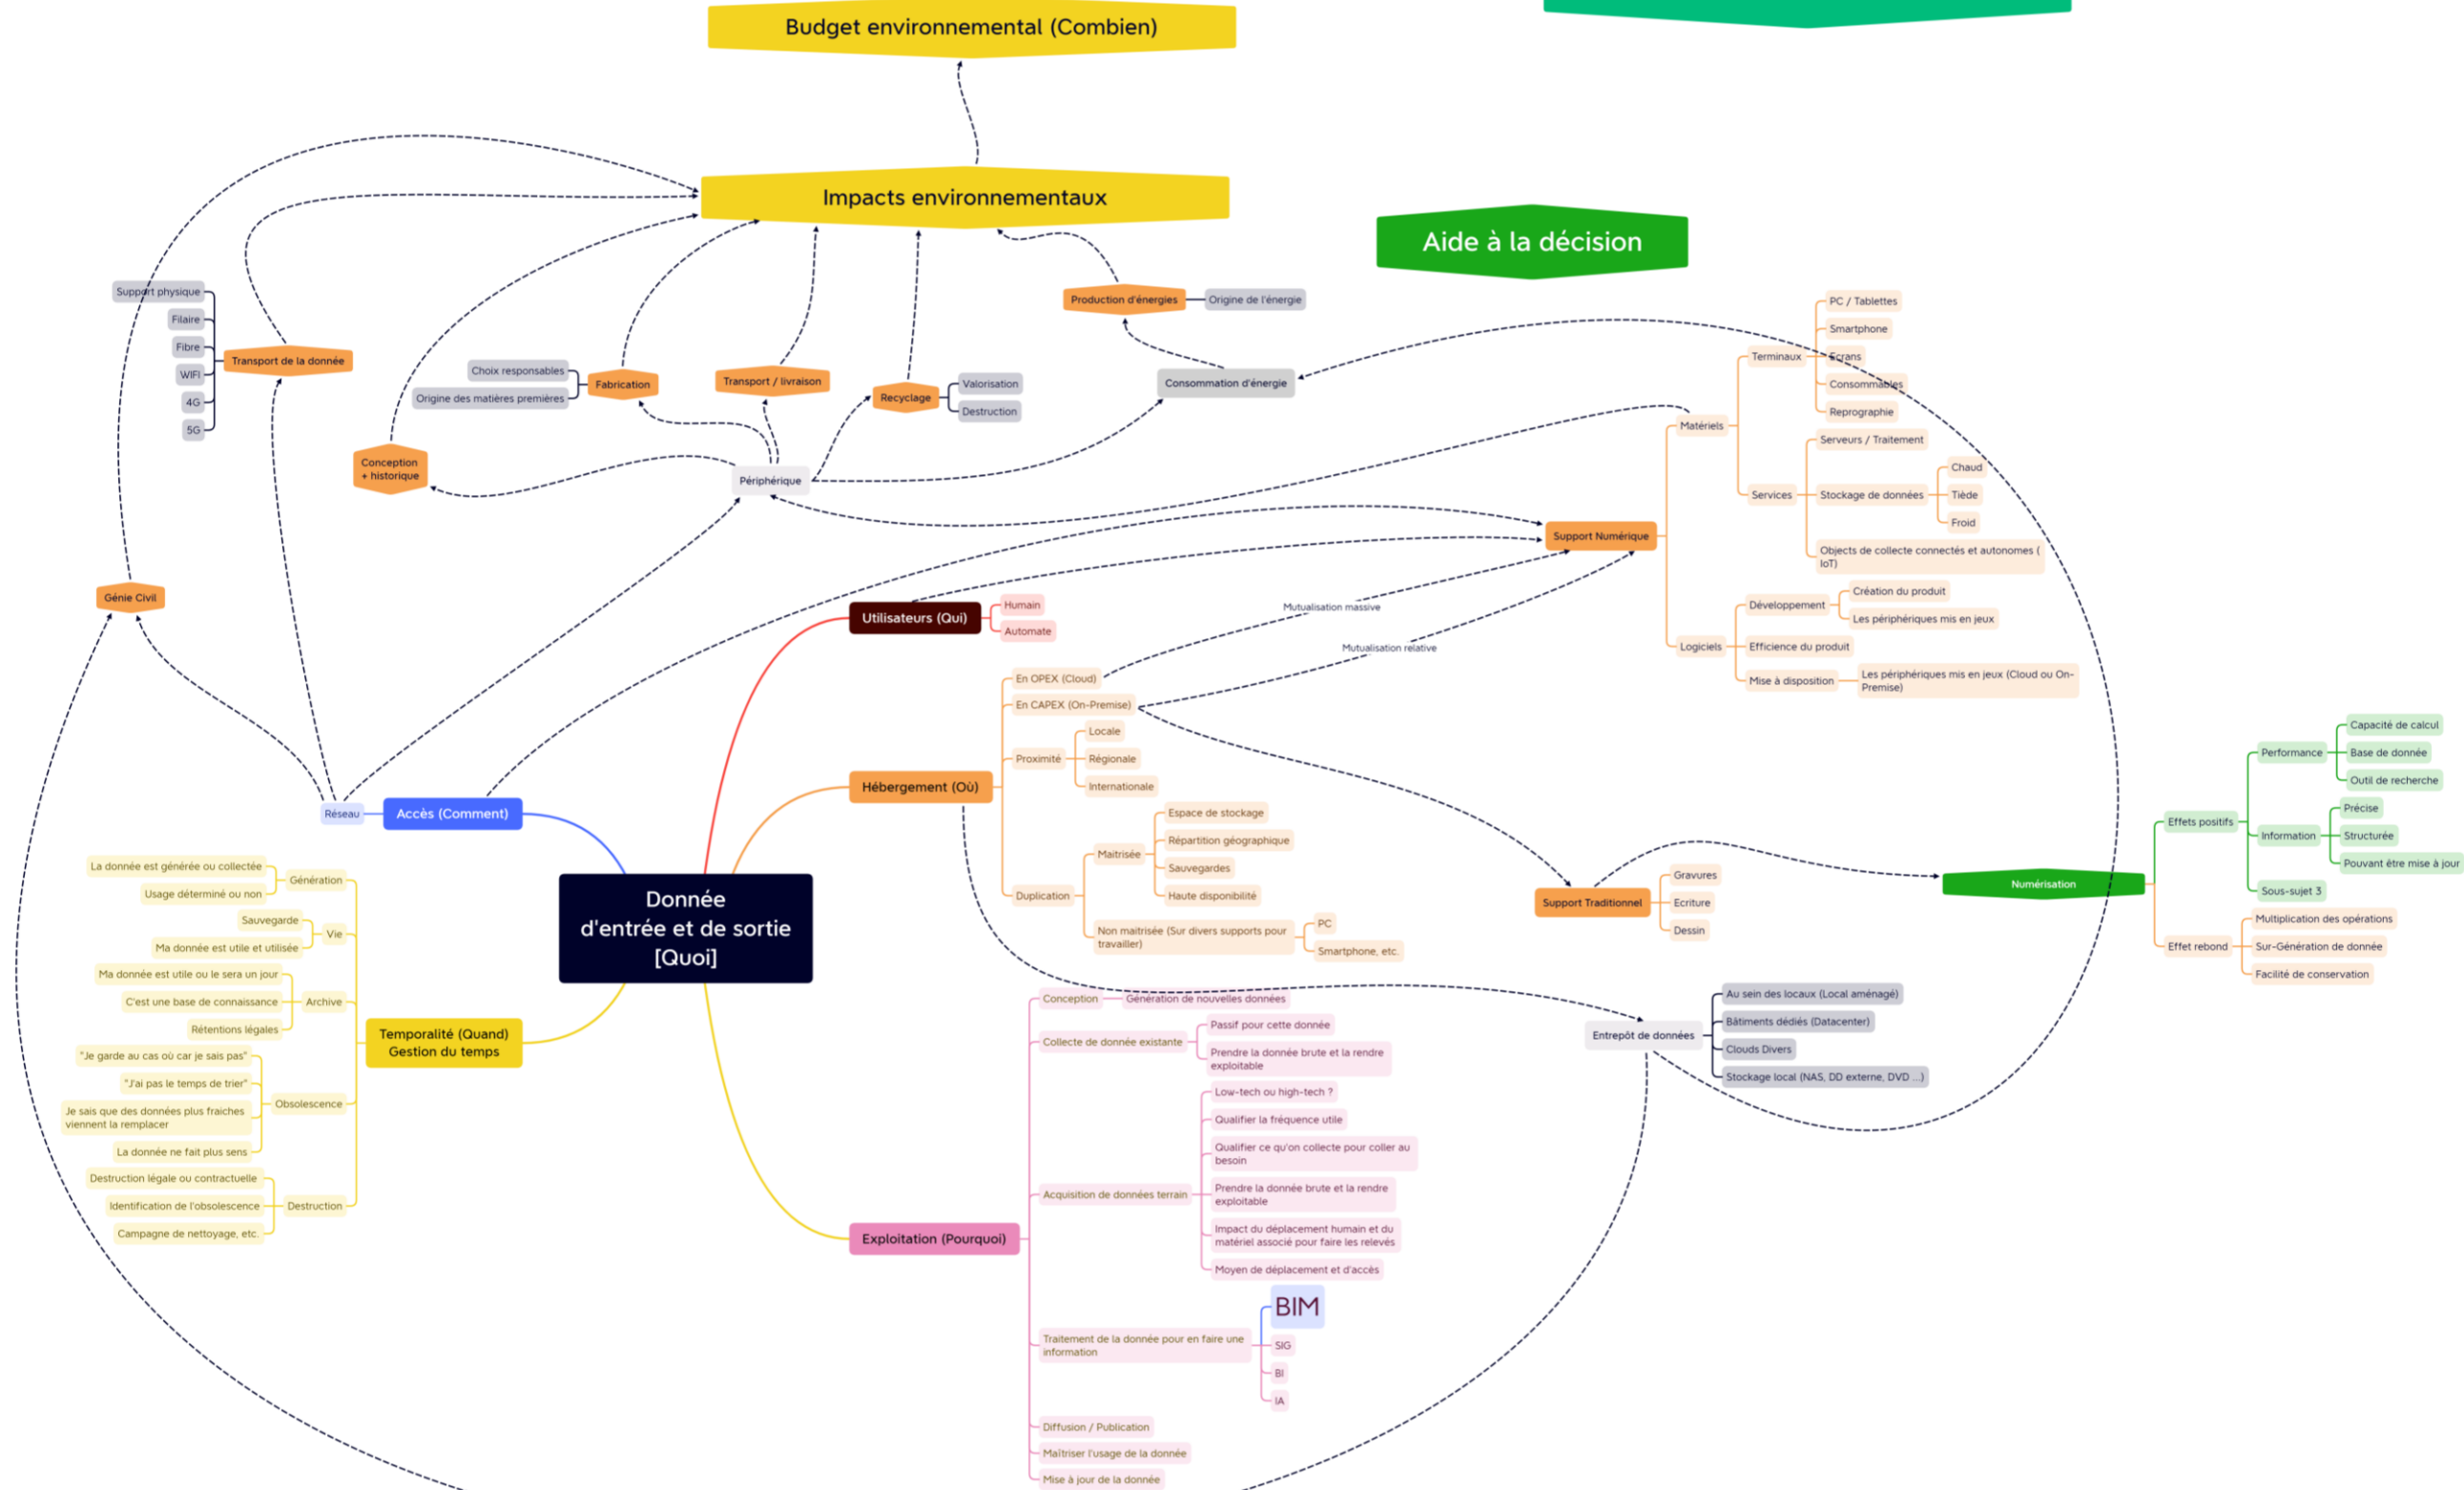 Budget environnemental (Combien)
Impacts environnementaux
Aide à la décision
Support physique
Filaire
Fibre
WIFI
4G
5G
Transport de la donnée
Choix responsables
Origine des matières premières
Fabrication
Transport / livraison
Recyclage
Valorisation
Destruction
Production d'énergies
Origine de l'énergie
Consommation d'énergie
Conception
+ historique
Périphérique
Génie Civil
Support Numérique
Matériels
Terminaux
PC / Tablettes
Smartphone
Ecrans
Consommables
Reprographie
Services
Serveurs / Traitement
Stockage de données
Chaud
Tiède
Froid
Objects de collecte connectés et autonomes (
IoT)
Logiciels
Développement
Création du produit
Les périphériques mis en jeux
Efficience du produit
Mise à disposition
Les périphériques mis en jeux (Cloud ou On-
Premise)
Utilisateurs (Qui)
Humain
Automate
Mutualisation massive
Mutualisation relative
Hébergement (Où)
En OPEX (Cloud)
En CAPEX (On-Premise)
Proximité
Locale
Régionale
Internationale
Duplication
Maitrisée
Espace de stockage
Répartition géographique
Sauvegardes
Haute disponibilité
Non maitrisée (Sur divers supports pour
travailler)
PC
Smartphone, etc.
Réseau
Accès (Comment)
Donnée
d'entrée et de sortie
[Quoi]
Temporalité (Quand)
Gestion du temps
Génération
La donnée est générée ou collectée
Usage déterminé ou non
Vie
Sauvegarde
Ma donnée est utile et utilisée
Archive
Ma donnée est utile ou le sera un jour
C'est une base de connaissance
Rétentions légales
Obsolescence
"Je garde au cas où car je sais pas"
"J'ai pas le temps de trier"
Je sais que des données plus fraiches
viennent la remplacer
La donnée ne fait plus sens
Destruction
Destruction légale ou contractuelle
Identification de l'obsolescence
Campagne de nettoyage, etc.
Support Traditionnel
Gravures
Ecriture
Dessin
Numérisation
Effets positifs
Performance
Capacité de calcul
Base de donnée
Outil de recherche
Information
Précise
Structurée
Pouvant être mise à jour
Sous-sujet 3
Effet rebond
Multiplication des opérations
Sur-Génération de donnée
Facilité de conservation
Entrepôt de données
Au sein des locaux (Local aménagé)
Bâtiments dédiés (Datacenter)
Clouds Divers
Stockage local (NAS, DD externe, DVD ...)
Exploitation (Pourquoi)
Conception
Génération de nouvelles données
Collecte de donnée existante
Passif pour cette donnée
Prendre la donnée brute et la rendre
exploitable
Acquisition de données terrain
Low-tech ou high-tech ?
Qualifier la fréquence utile
Qualifier ce qu'on collecte pour coller au
besoin
Prendre la donnée brute et la rendre
exploitable
Impact du déplacement humain et du
matériel associé pour faire les relevés
Moyen de déplacement et d'accès
Traitement de la donnée pour en faire une
information
BIM
SIG
BI
IA
Diffusion / Publication
Maîtriser l'usage de la donnée
Mise à jour de la donnée